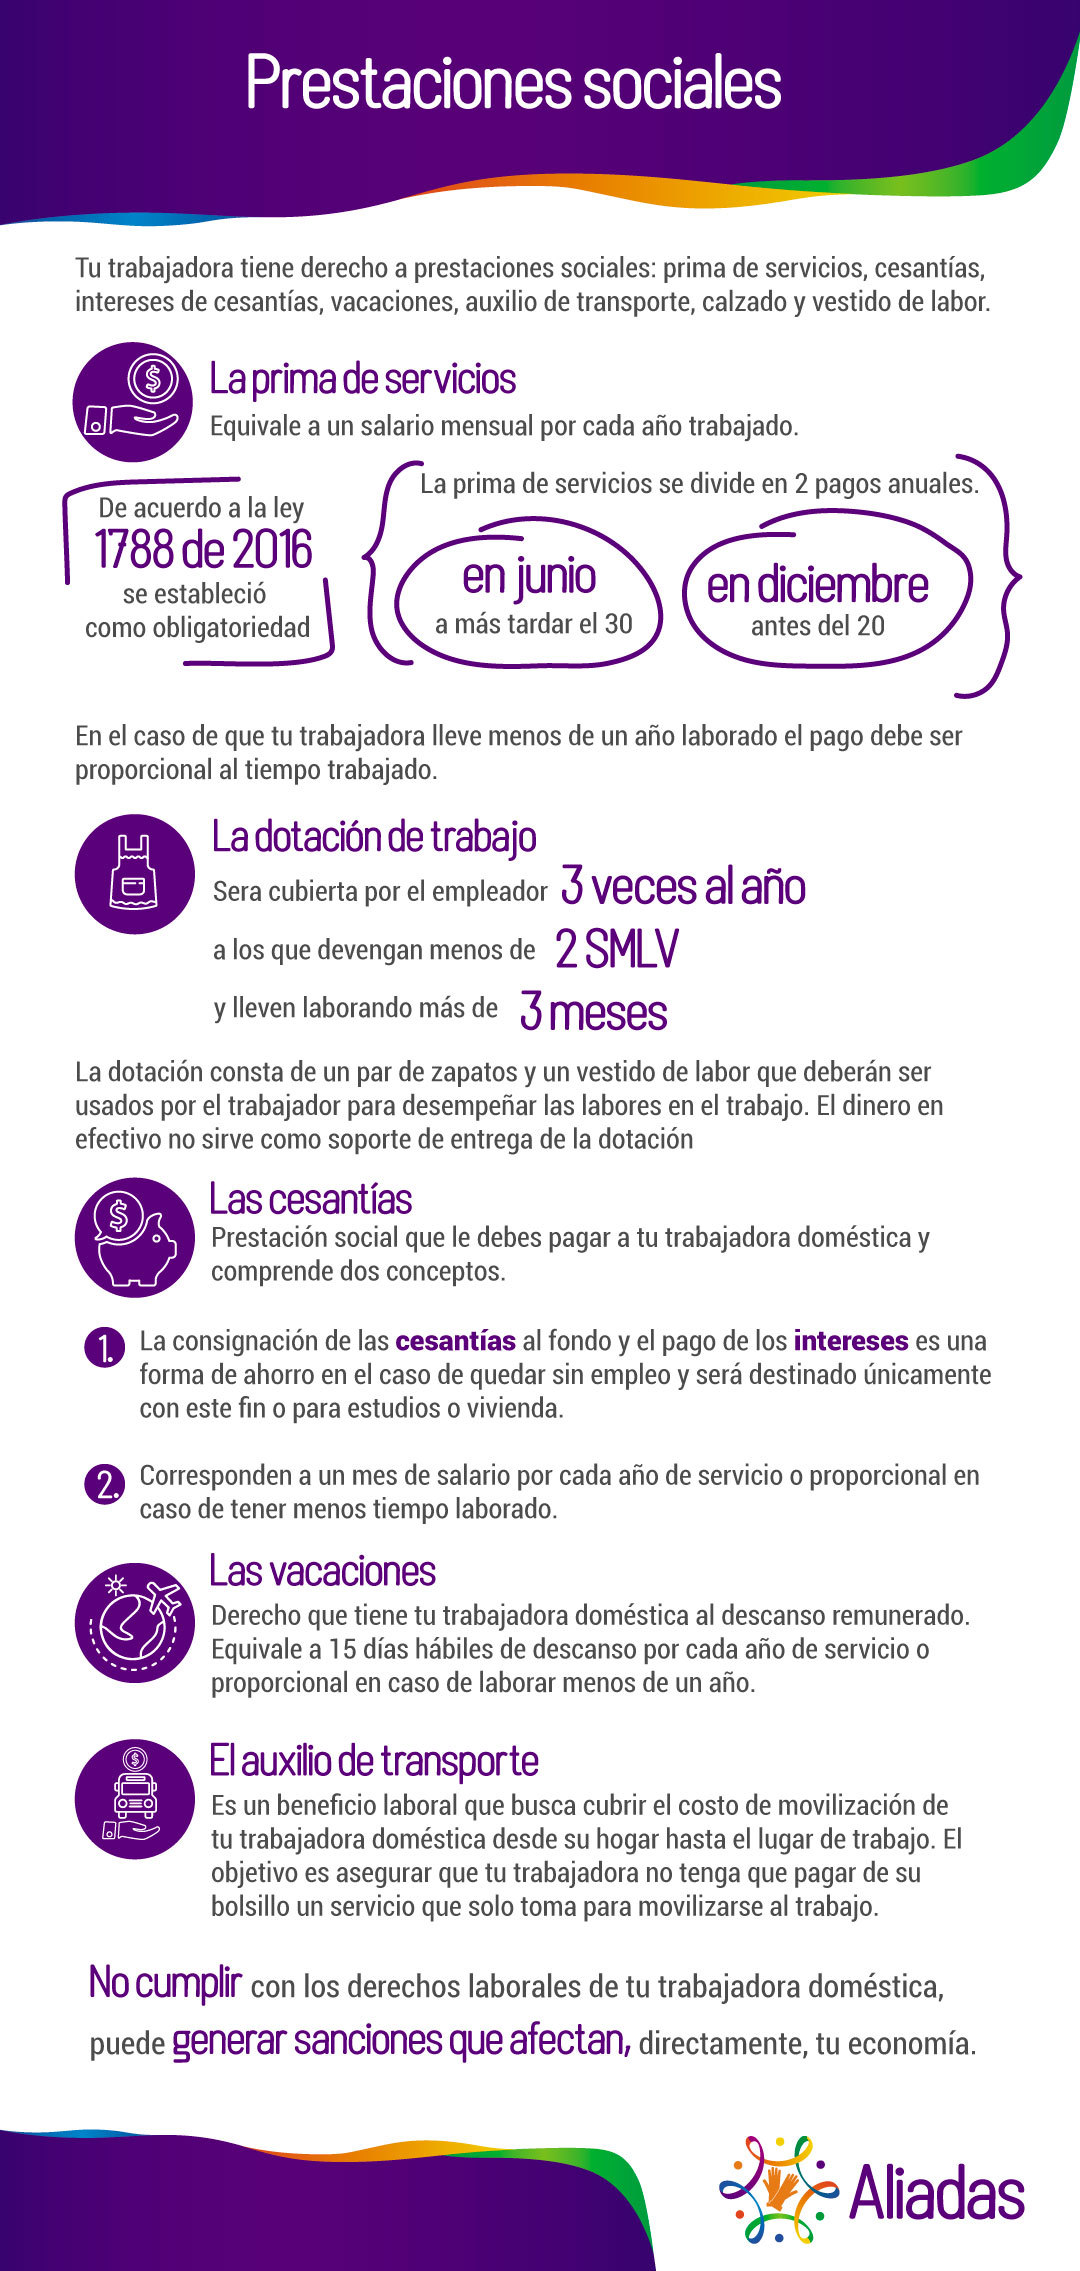 Prestaciones sociales
Tu trabajadora tiene derecho a prestaciones sociales: prima de servicios, cesantías,
intereses de cesantías, vacaciones, auxilio de transporte, calzado y vestido de labor.
La prima de servicios
Equivale a un salario mensual por cada año trabajado.
De acuerdo a la ley
1788 de 2016
se estableció
como obligatoriedad
La prima de servicios se divide en 2 pagos anuales.
en junio
a más tardar el 30
en diciembre
antes del 20
En el caso de que tu trabajadora lleve menos de un año laborado el pago debe ser
proporcional al tiempo trabajado.
La dotación de trabajo
Sera cubierta por el empleador 3 veces al año
a los que devengan menos de 2 SMLV
y lleven laborando más de 3 meses
La dotación consta de un par de zapatos y un vestido de labor que deberán ser
usados por el trabajador para desempeñar las labores en el trabajo. El dinero en
efectivo no sirve como soporte de entrega de la dotación
Las cesantías
Prestación social que le debes pagar a tu trabajadora doméstica y
comprende dos conceptos.
1. La consignación de las cesantías al fondo y el pago de los intereses es una
forma de ahorro en el caso de quedar sin empleo y será destinado únicamente
con este fin o para estudios o vivienda.
2. Corresponden a un mes de salario por cada año de servicio o proporcional en
caso de tener menos tiempo laborado.
Las vacaciones
Derecho que tiene tu trabajadora doméstica al descanso remunerado.
Equivale a 15 días hábiles de descanso por cada año de servicio o
proporcional en caso de laborar menos de un año.
El auxilio de transporte
Es un beneficio laboral que busca cubrir el costo de movilización de
tu trabajadora doméstica desde su hogar hasta el lugar de trabajo. El
objetivo es asegurar que tu trabajadora no tenga que pagar de su
bolsillo un servicio que solo toma para movilizarse al trabajo.
No cumplir con los derechos laborales de tu trabajadora doméstica,
puede generar sanciones que afectan, directamente, tu economía.
Aliadas